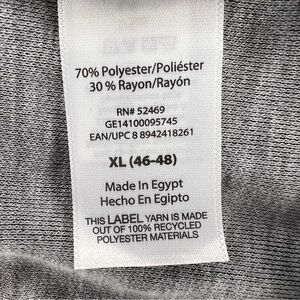 70% Polyester/Poliéster
30 % Rayon/Rayón
RN# 52469
GE14100095745
EAN/UPC 8 8942418261
XL (46-48)
Made In Egypt
Hecho En Egipto
THIS LABEL YARN IS MADE
OUT OF 100% RECYCLED
POLYESTER MATERIALS